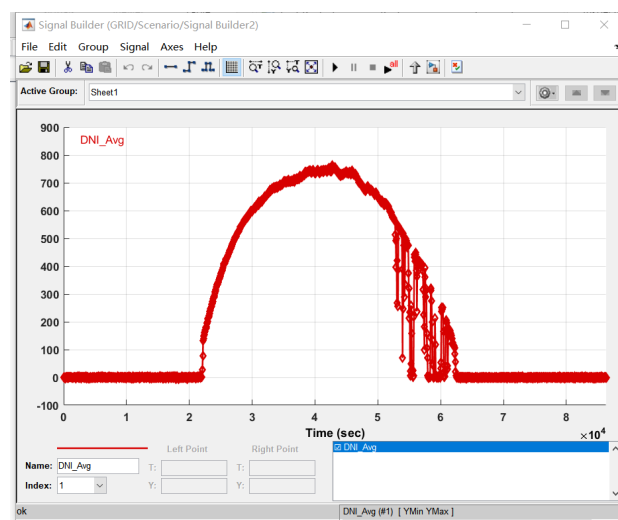 Signal Builder (GRID/Scenario/Signal Builder2)
File Edit Group Signal Axes Help
all
Active Group: Sheet1
DNI_Avg
900
800
700
600
500
400
300
200
100
0
-100
0 1 2 3 4 5 6 7 8
Time (sec)
×10⁴
Left Point Right Point
Name: DNI_Avg T: T:
Index: 1 Y: Y:
DNI_Avg
ok DNI_Avg (#1) [ YMin YMax ]